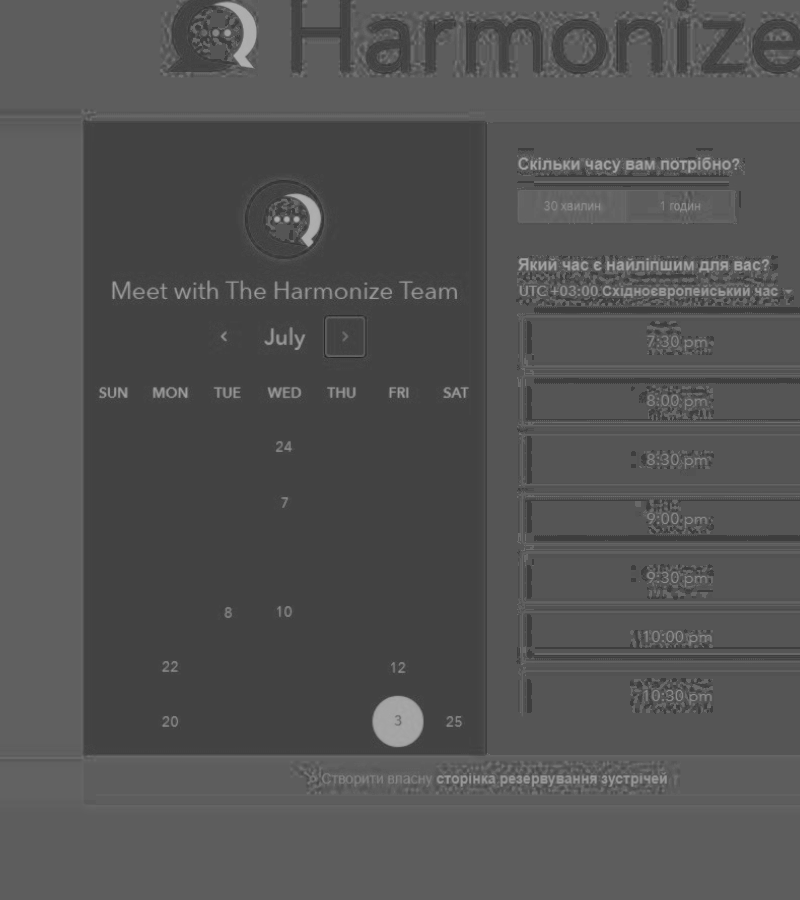 Harmonize
Meet with The Harmonize Team
July
SUN MON TUE WED THU FRI SAT
24
7
8 10
22 12
20 3 25
Скільки часу вам потрібно?
30 хвилин 1 годин
Який час є найліпшим для вас?
UTC +03:00 Східноєвропейський час
7:30 pm
8:00 pm
8:30 pm
9:00 pm
9:30 pm
10:00 pm
10:30 pm
Створити власну сторінка резервування зустрічей